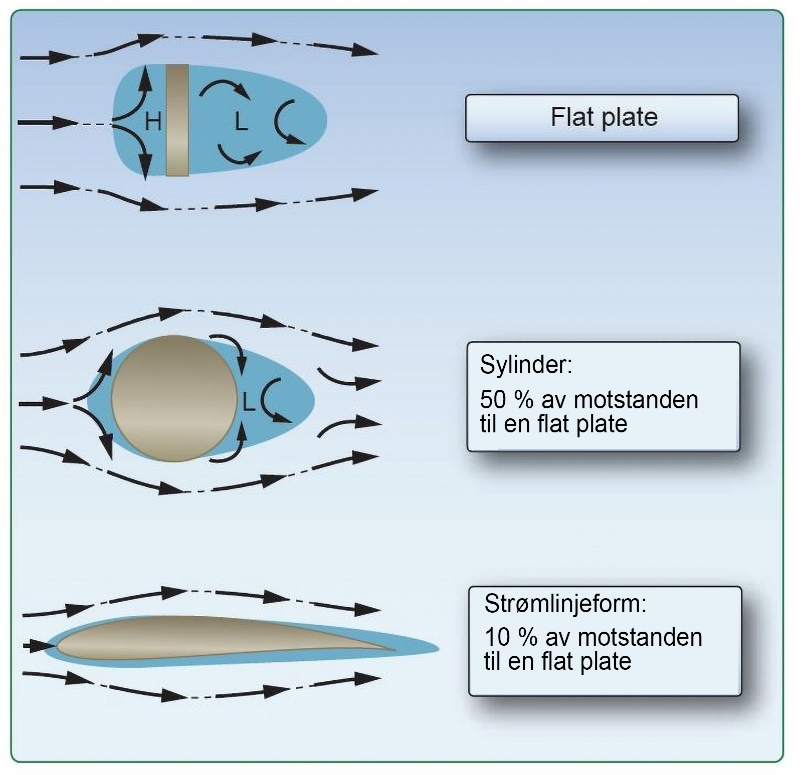 H
L
Flat plate
L
Sylinder:
50 % av motstanden
til en flat plate
Strømlinjeform:
10 % av motstanden
til en flat plate